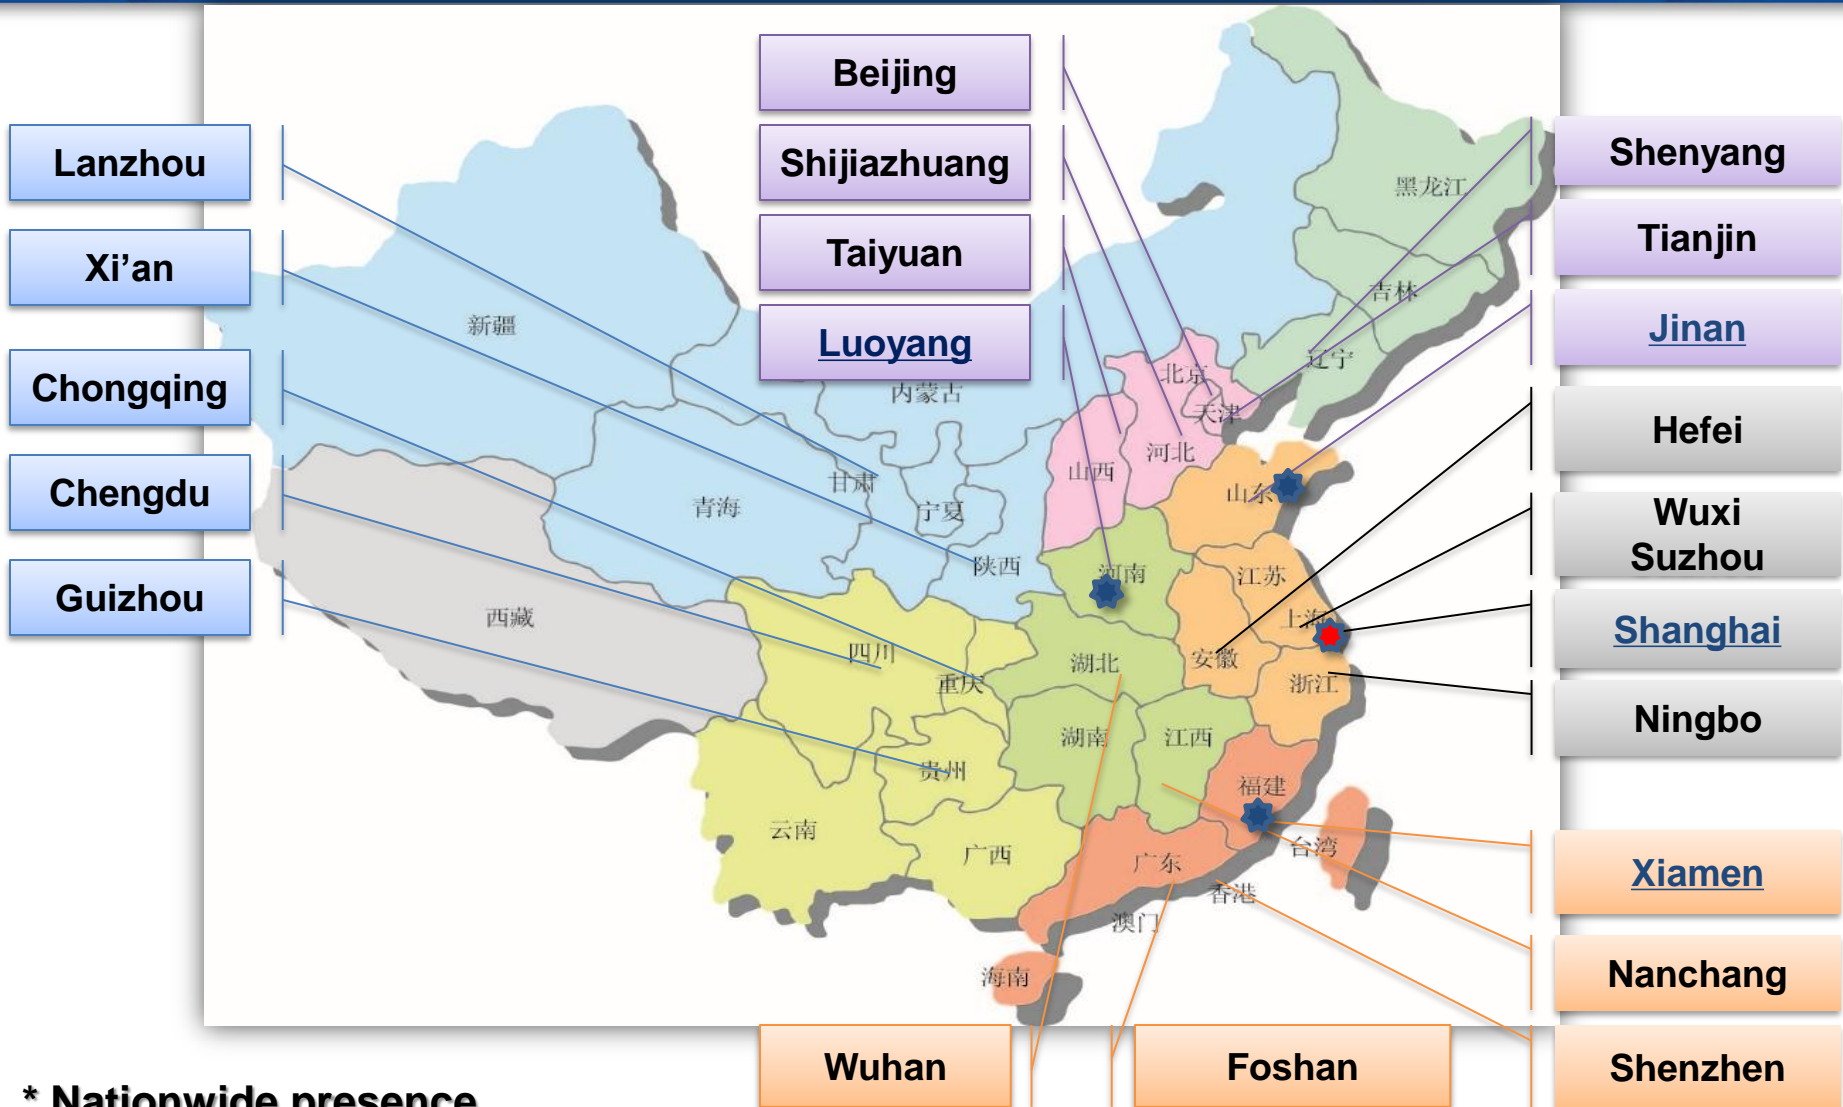 Beijing
Shijiazhuang
Taiyuan
Luoyang
Lanzhou
Xi’an
Chongqing
Chengdu
Guizhou
Shenyang
Tianjin
Jinan
Hefei
Wuxi
Suzhou
Shanghai
Ningbo
Xiamen
Nanchang
Shenzhen
Wuhan
Foshan
黑龙江
吉林
辽宁
新疆
内蒙古
北京
天津
河北
山西
山东
甘肃
宁夏
青海
陕西
河南
江苏
上海
西藏
四川
重庆
湖北
安徽
浙江
湖南
江西
贵州
福建
云南
广西
广东
台湾
香港
澳门
海南
* Nationwide presence